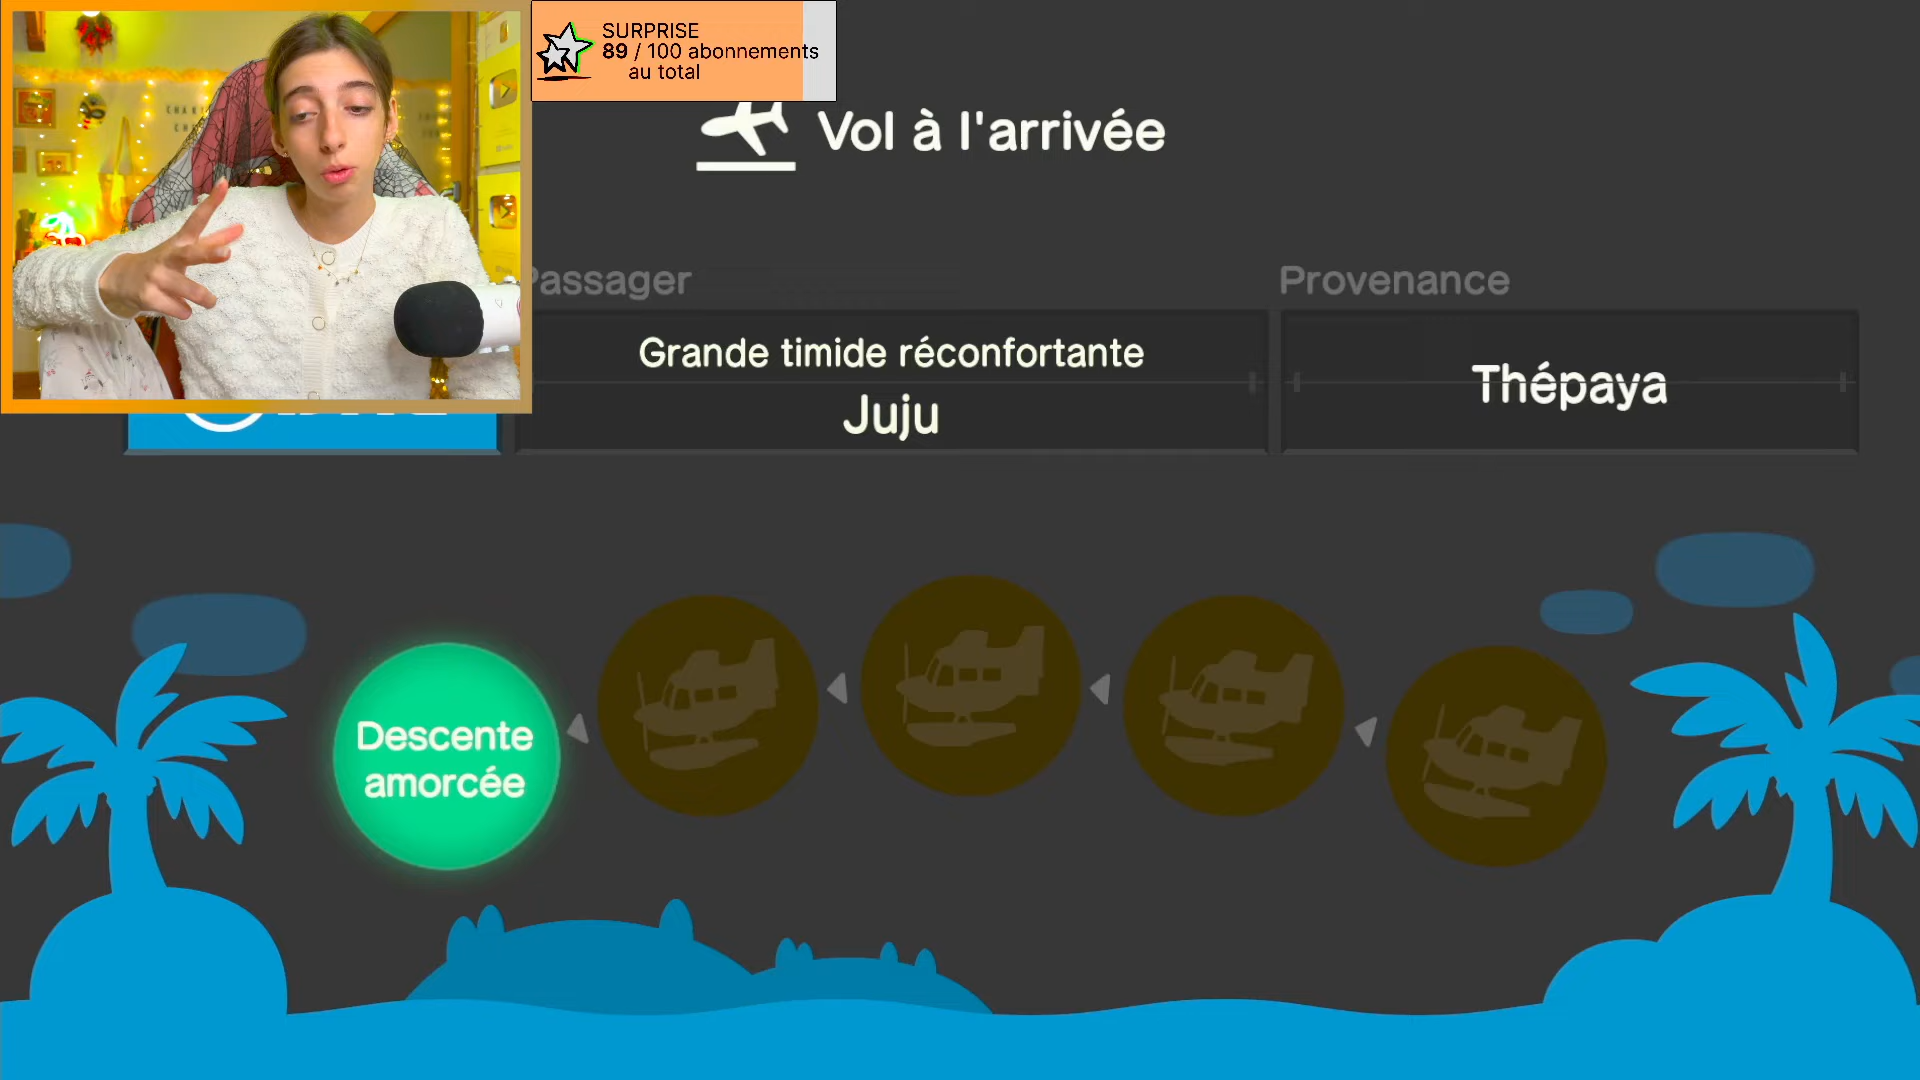 SURPRISE
89 / 100 abonnements
au total
Vol à l'arrivée
Passager
Provenance
Grande timide réconfortante
Juju
Thépaya
Descente
amorcée